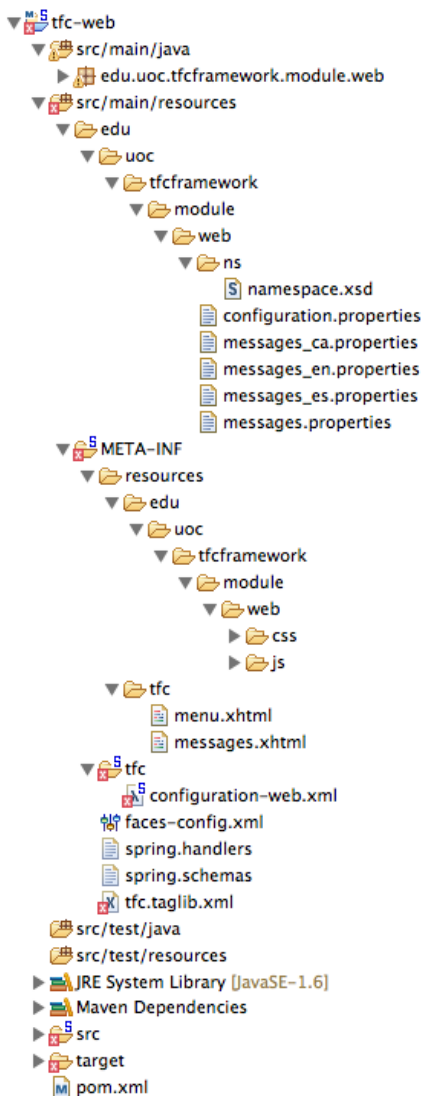 tfc-web
src/main/java
edu.uoc.tfcframework.module.web
src/main/resources
edu
uoc
tfcframework
module
web
ns
namespace.xsd
configuration.properties
messages_ca.properties
messages_en.properties
messages_es.properties
messages.properties
META-INF
resources
edu
uoc
tfcframework
module
web
css
js
tfc
menu.xhtml
messages.xhtml
tfc
configuration-web.xml
faces-config.xml
spring.handlers
spring.schemas
tfc.taglib.xml
src/test/java
src/test/resources
JRE System Library [JavaSE-1.6]
Maven Dependencies
src
target
pom.xml